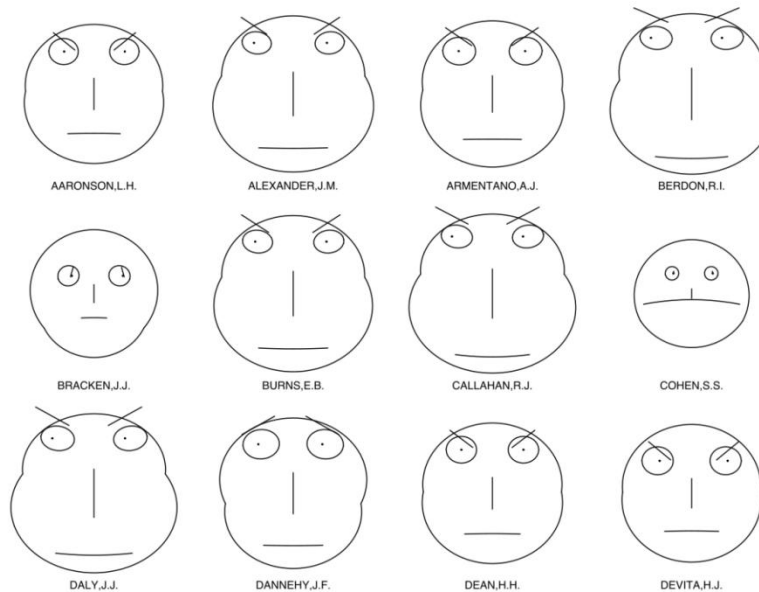 AARONSON,L.H.
ALEXANDER,J.M.
ARMENTANO,A.J.
BERDON,R.I.
BRACKEN,J.J.
BURNS,E.B.
CALLAHAN,R.J.
COHEN,S.S.
DALY,J.J.
DANNEHY,J.F.
DEAN,H.H.
DEVITA,H.J.